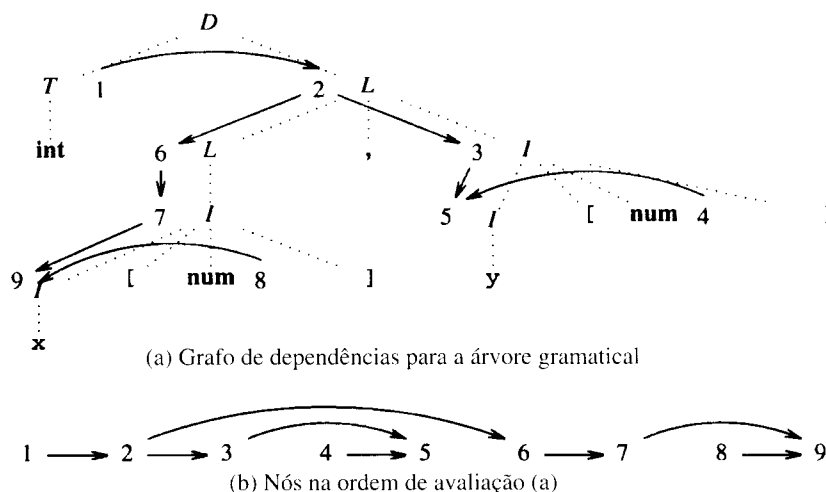 D
T 1 2 L
int 6 L , 3 I
7 I 5 I [ num 4
9 I [ num 8 ] y
x
(a) Grafo de dependências para a árvore gramatical
1 2 3 4 5 6 7 8 9
(b) Nós na ordem de avaliação (a)